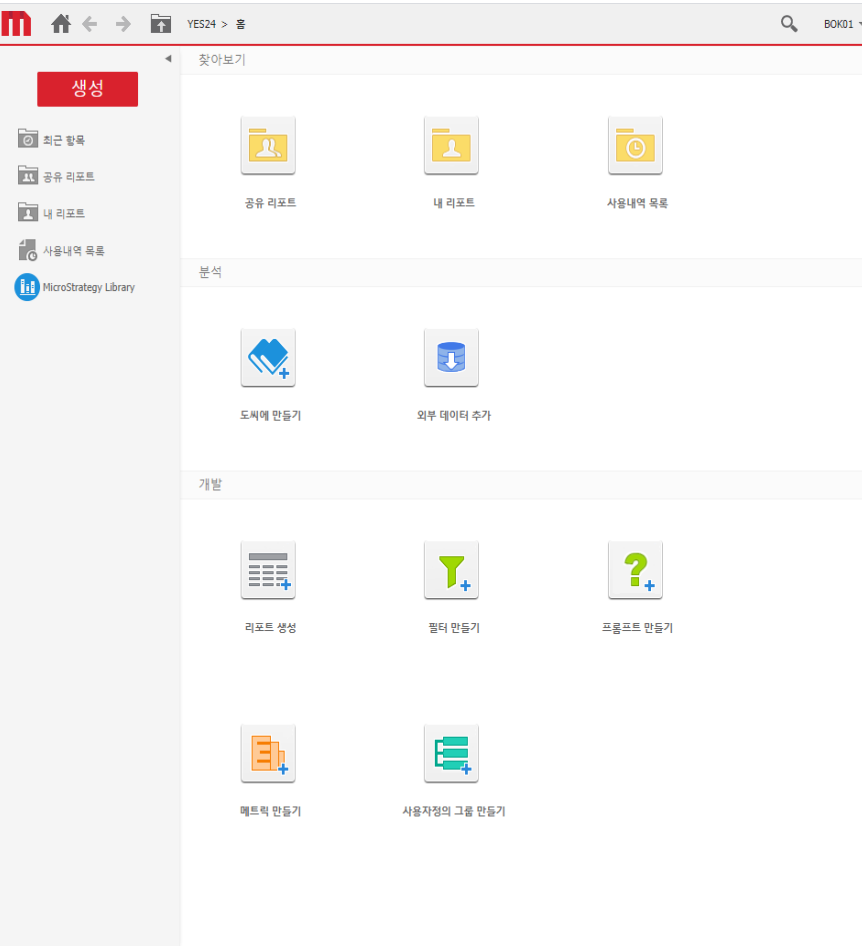 YES24 > 홈
BOK01
생성
최근 항목
공유 리포트
내 리포트
사용내역 목록
MicroStrategy Library
찾아보기
공유 리포트
내 리포트
사용내역 목록
분석
도씨에 만들기
외부 데이터 추가
개발
리포트 생성
필터 만들기
프롬프트 만들기
메트릭 만들기
사용자정의 그룹 만들기